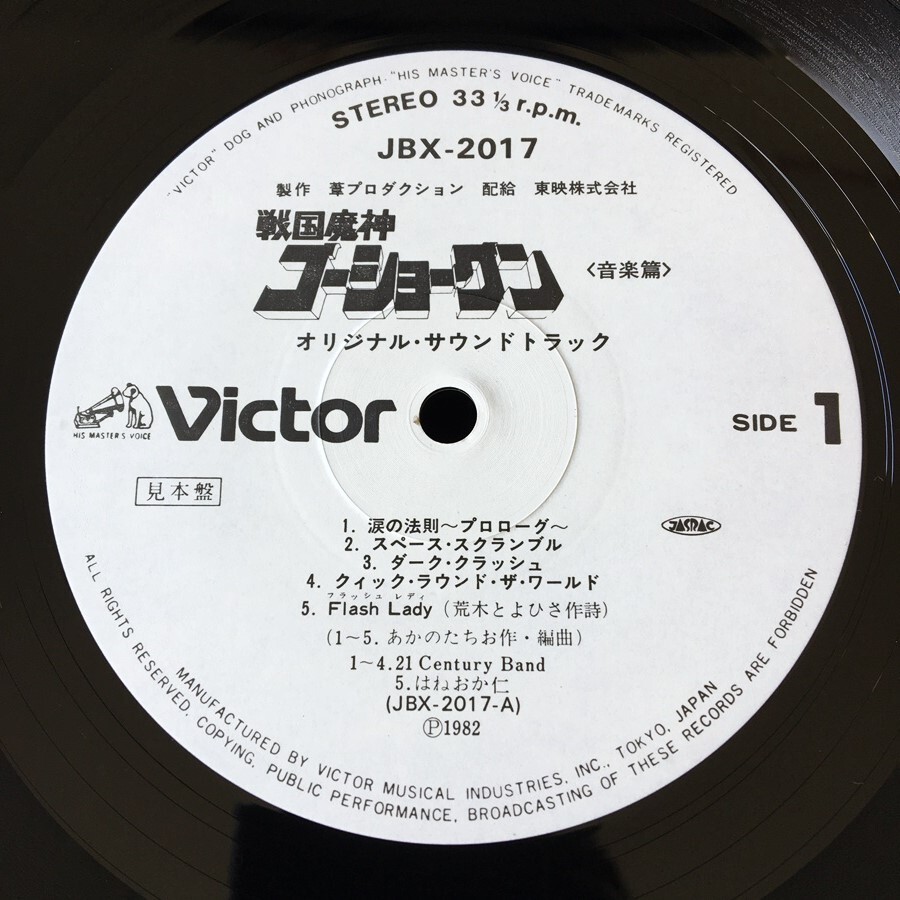 "VICTOR" DOG AND PHONOGRAPH·"HIS MASTER'S VOICE" TRADEMARKS REGISTERED
STEREO 33 1/3 r.p.m.
JBX-2017
製作 葦プロダクション 配給 東映株式会社
戦国魔神
ゴーショーグン
〈音楽篇〉
オリジナル・サウンドトラック
HIS MASTER'S VOICE
Victor
SIDE 1
見本盤
JASRAC
1. 涙の法則〜プロローグ〜
2. スペース・スクランブル
3. ダーク・クラッシュ
4. クィック・ラウンド・ザ・ワールド
フラッシュ レディ
5. Flash Lady (荒木とよひさ作詩)
(1〜5. あかのたちお作・編曲)
1〜4.21 Century Band
5.はねおか仁
(JBX-2017-A)
Ⓟ1982
ALL RIGHTS RESERVED. COPYING, PUBLIC PERFORMANCE, BROADCASTING OF THESE RECORDS ARE FORBIDDEN
MANUFACTURED BY VICTOR MUSICAL INDUSTRIES, INC., TOKYO, JAPAN